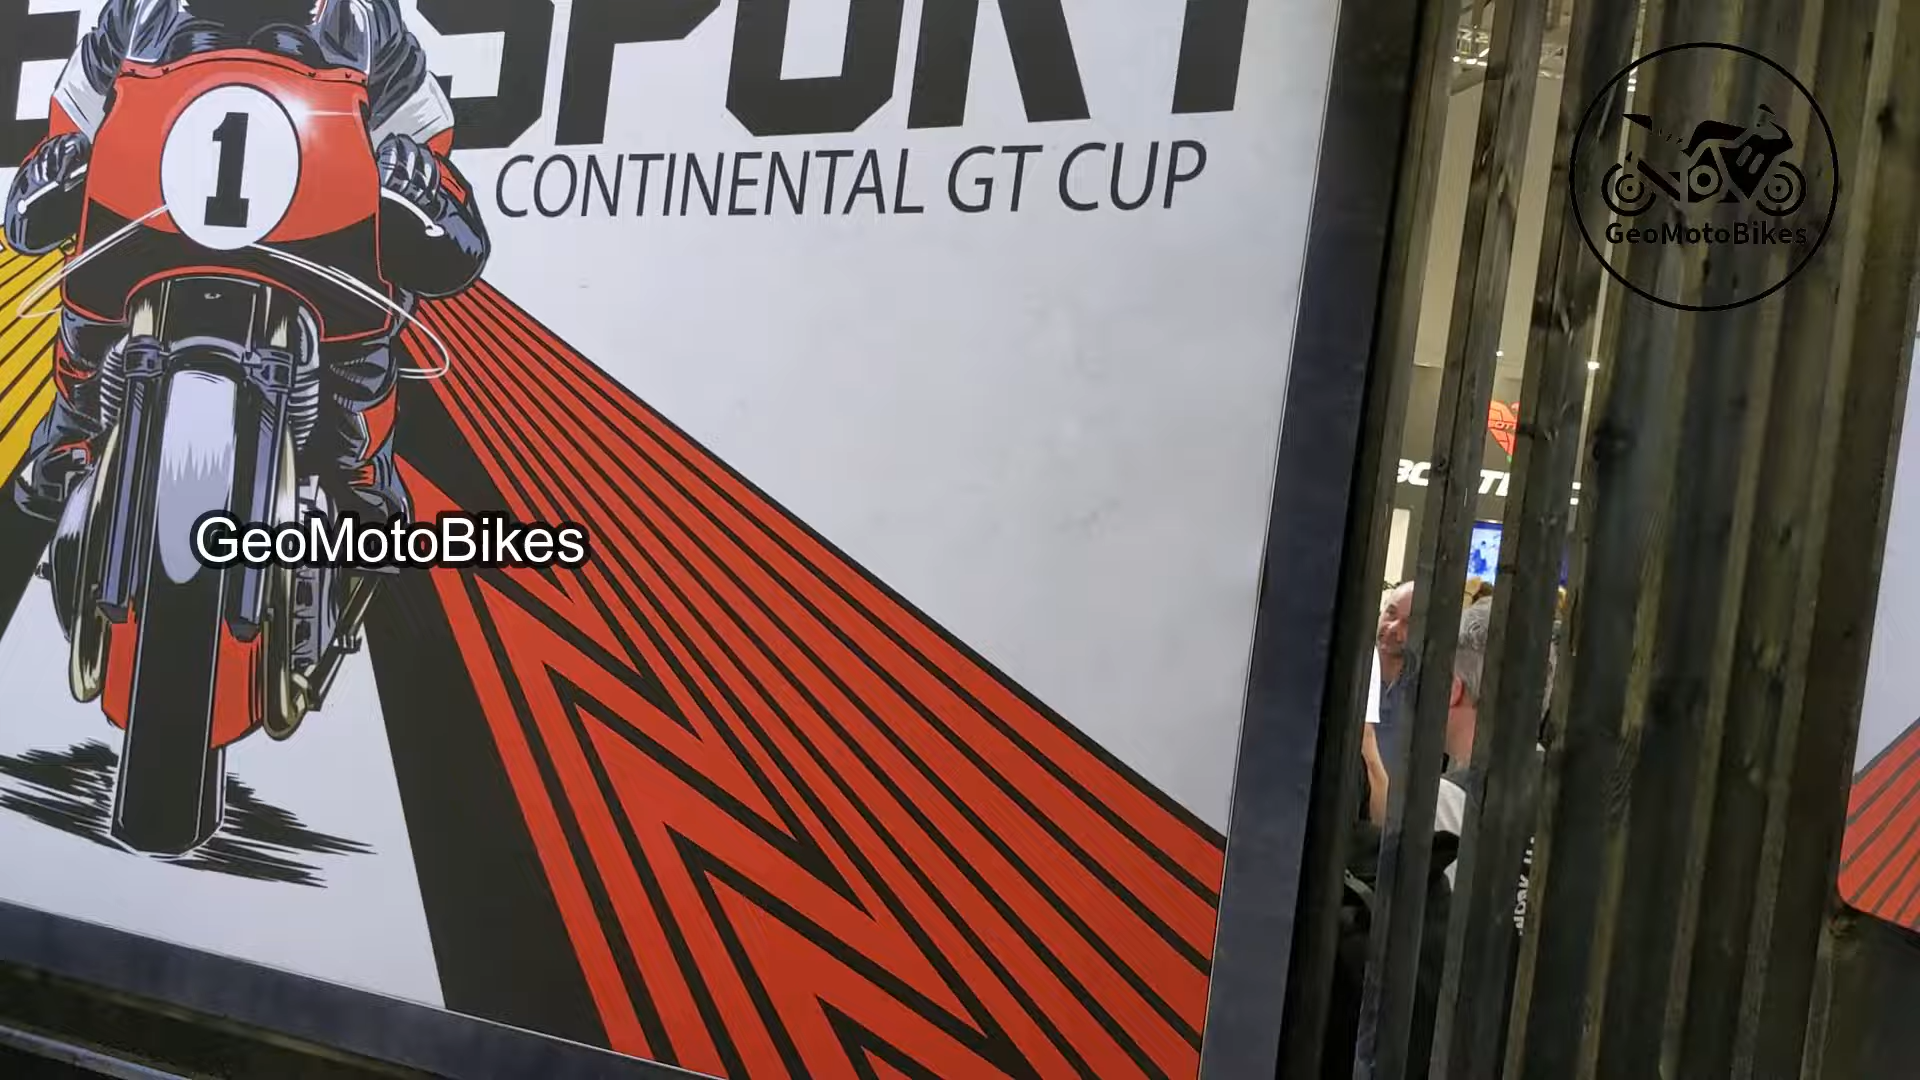 SPORT
CONTINENTAL GT CUP
1
GeoMotoBikes
GeoMotoBikes